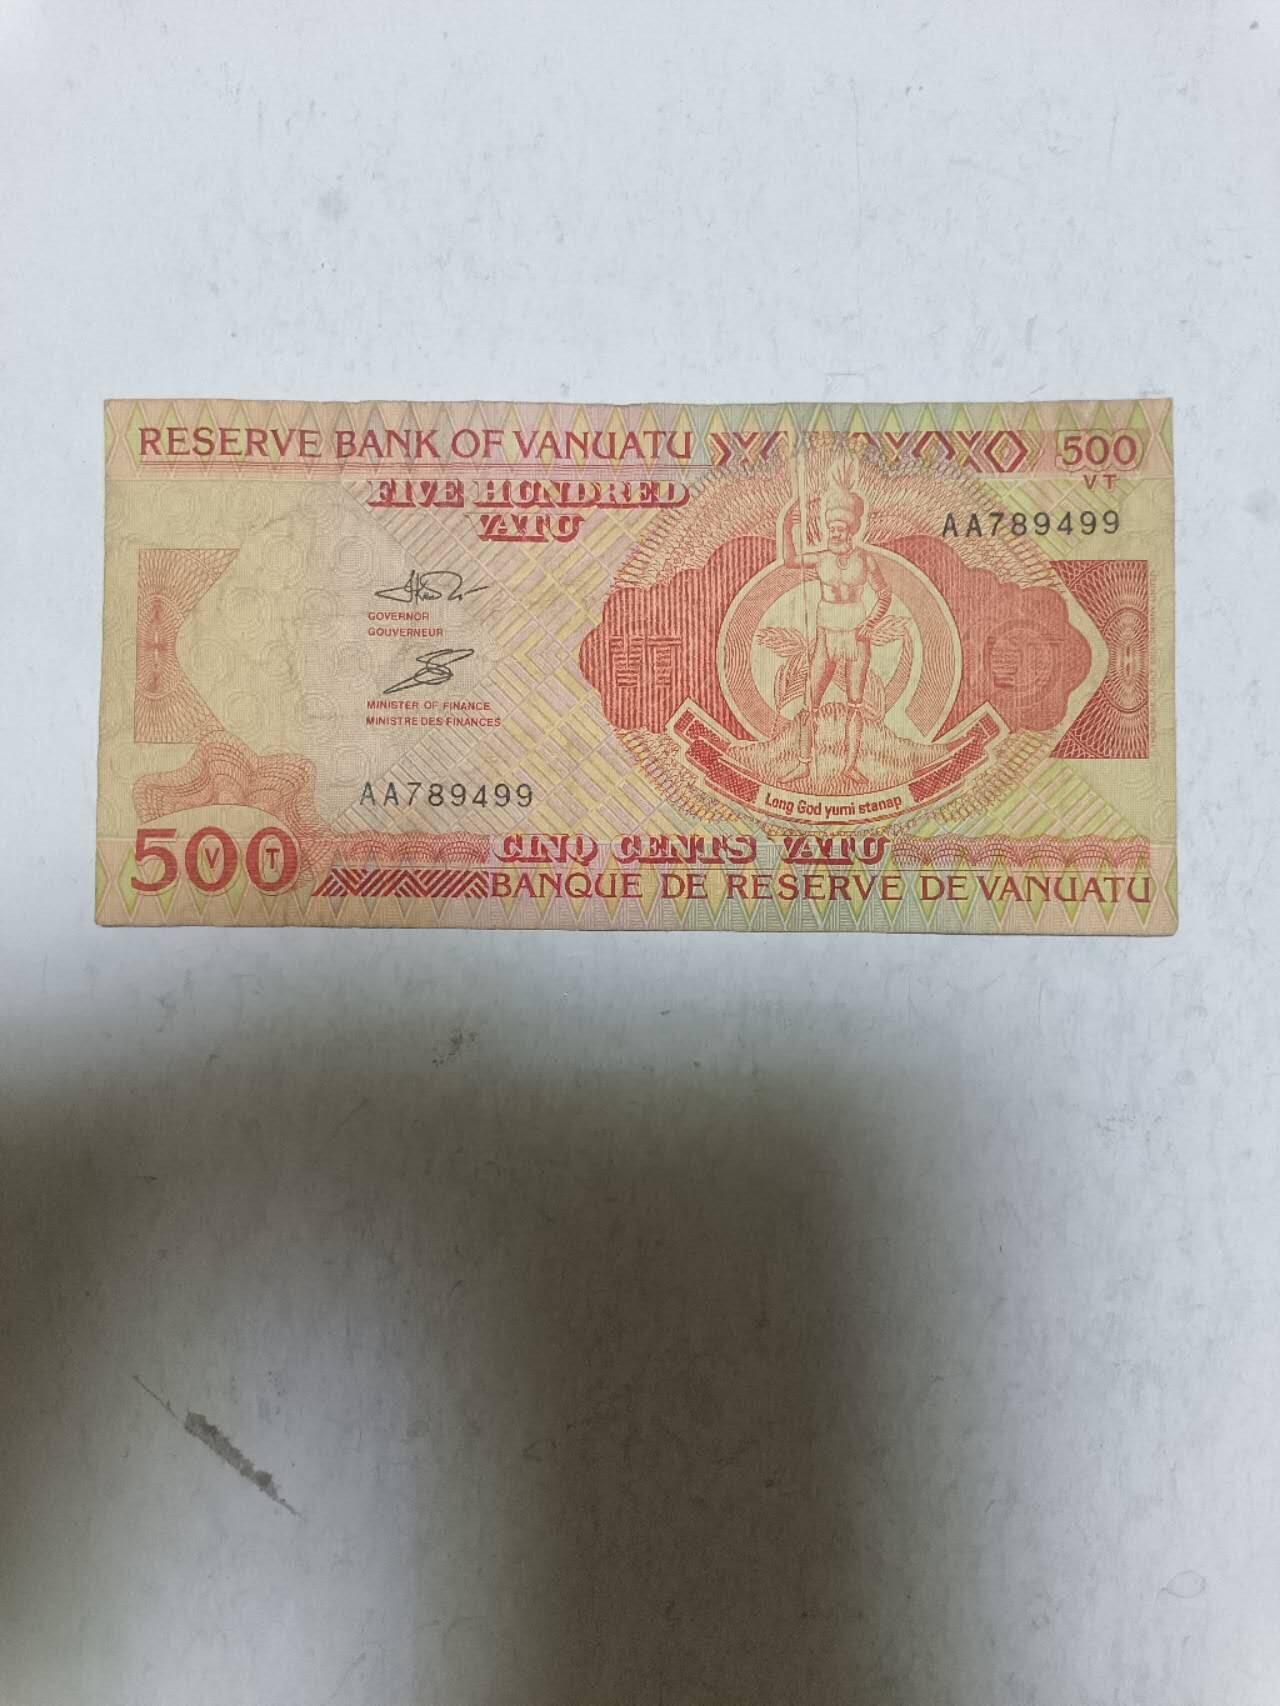 RESERVE BANK OF VANUATU
500
VT
FIVE HUNDRED
VATU
AA789499
GOVERNOR
GOUVERNEUR
MINISTER OF FINANCE
MINISTRE DES FINANCES
AA789499
Long God yumi stanap
500
V T
CINQ CENTS VATU
BANQUE DE RESERVE DE VANUATU